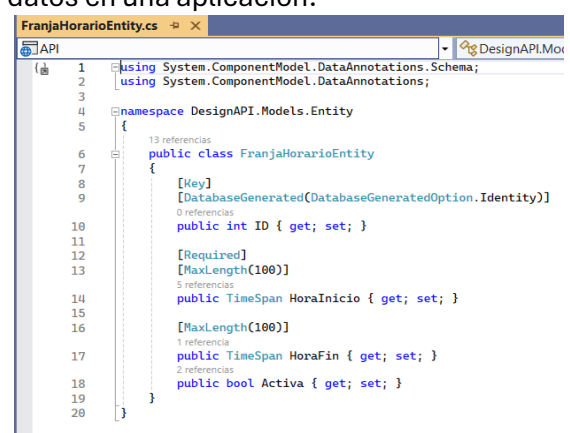 datos en una aplicación.
FranjaHorarioEntity.cs
API
DesignAPI.Mod
1 using System.ComponentModel.DataAnnotations.Schema;
2 using System.ComponentModel.DataAnnotations;
3
4 namespace DesignAPI.Models.Entity
5 {
13 referencias
6 public class FranjaHorarioEntity
7 {
8 [Key]
9 [DatabaseGenerated(DatabaseGeneratedOption.Identity)]
0 referencias
10 public int ID { get; set; }
11
12 [Required]
13 [MaxLength(100)]
5 referencias
14 public TimeSpan HoraInicio { get; set; }
15
16 [MaxLength(100)]
1 referencia
17 public TimeSpan HoraFin { get; set; }
2 referencias
18 public bool Activa { get; set; }
19 }
20 }